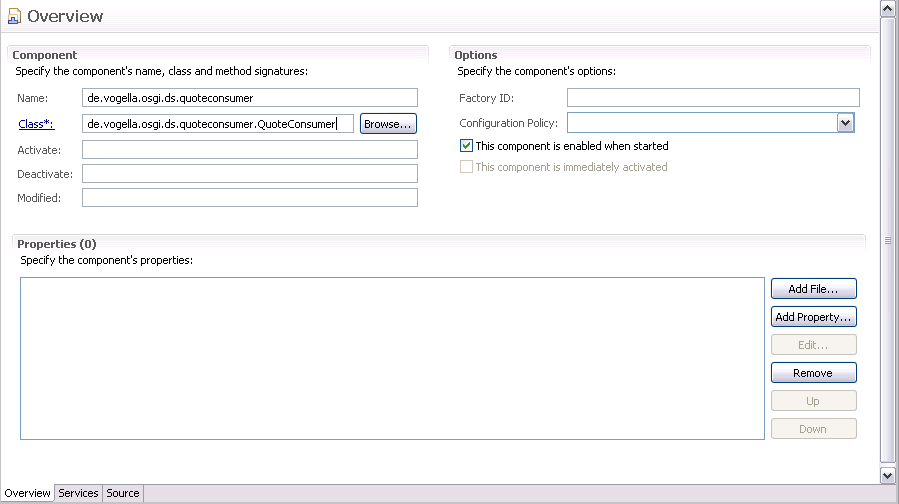 Overview
Component
Specify the component's name, class and method signatures:
Name: de.vogella.osgi.ds.quoteconsumer
Class*: de.vogella.osgi.ds.quoteconsumer.QuoteConsumer Browse...
Activate:
Deactivate:
Modified:
Options
Specify the component's options:
Factory ID:
Configuration Policy:
This component is enabled when started
This component is immediately activated
Properties (0)
Specify the component's properties:
Add File...
Add Property...
Edit...
Remove
Up
Down
Overview Services Source